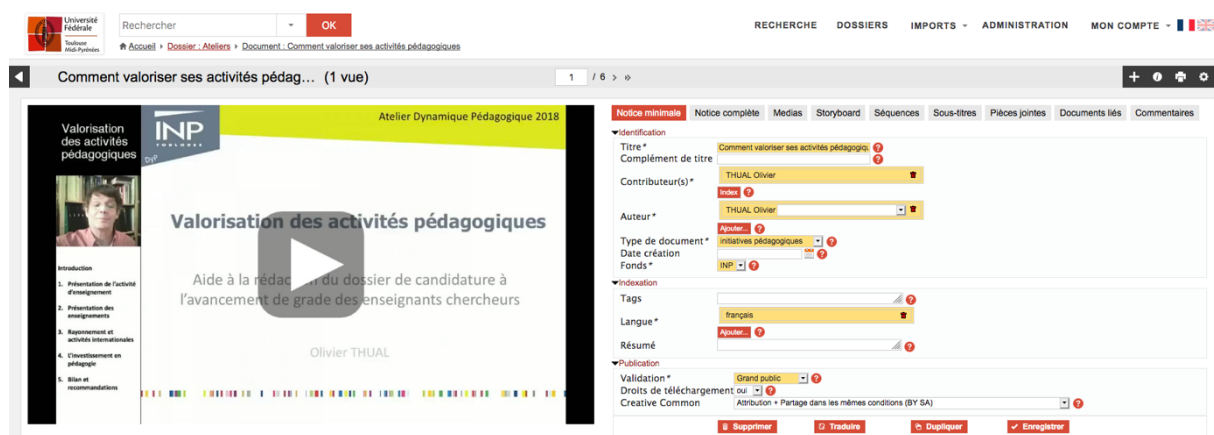 Université
Fédérale
Toulouse
Midi-Pyrénées
Rechercher
OK
RECHERCHE DOSSIERS IMPORTS ADMINISTRATION MON COMPTE
Accueil › Dossier : Ateliers › Document : Comment valoriser ses activités pédagogiques
Comment valoriser ses activités pédag... (1 vue)
1 / 6 › »
Valorisation
des activités
pédagogiques
INP
TOULOUSE
DYP
Atelier Dynamique Pédagogique 2018
Valorisation des activités pédagogiques
Aide à la rédac n du dossier de candidature à
l'avancement de grade des enseignants chercheurs
Olivier THUAL
Introduction
1. Présentation de l'activité
d'enseignement
2. Présentation des
enseignements
3. Rayonnement et
activités internationales
4. L'investissement en
pédagogie
5. Bilan et
recommandations
Notice minimale Notice complète Medias Storyboard Séquences Sous-titres Pièces jointes Documents liés Commentaires
Identification
Titre* Comment valoriser ses activités pédagogiq. ?
Complément de titre ?
Contributeur(s)* THUAL Olivier
Index ?
Auteur* THUAL Olivier
Ajouter... ?
Type de document* initiatives pédagogiques ?
Date création ?
Fonds* INP ?
Indexation
Tags ?
Langue* français
Ajouter... ?
Résumé ?
Publication
Validation* Grand public ?
Droits de téléchargement oui ?
Creative Common Attribution + Partage dans les mêmes conditions (BY SA) ?
Supprimer Traduire Dupliquer Enregistrer